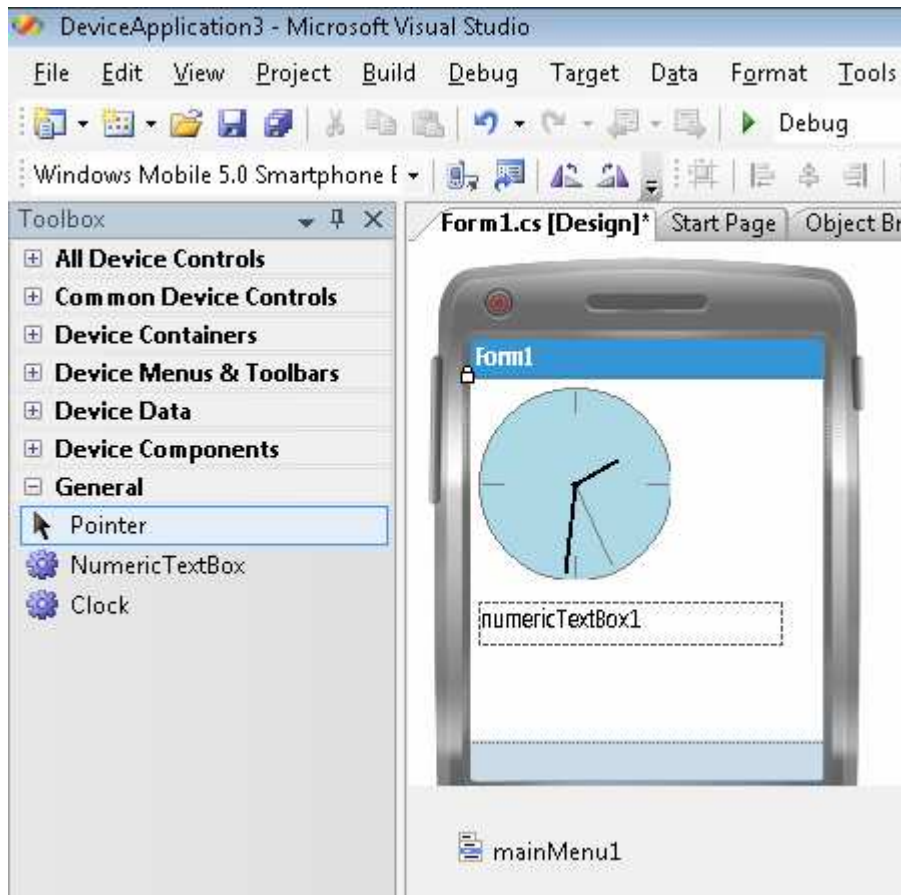 DeviceApplication3 - Microsoft Visual Studio
File Edit View Project Build Debug Target Data Format Tools
Debug
Windows Mobile 5.0 Smartphone
Toolbox
Form1.cs [Design]* Start Page Object Br
All Device Controls
Common Device Controls
Device Containers
Device Menus & Toolbars
Device Data
Device Components
General
Pointer
NumericTextBox
Clock
Form1
numericTextBox1
mainMenu1